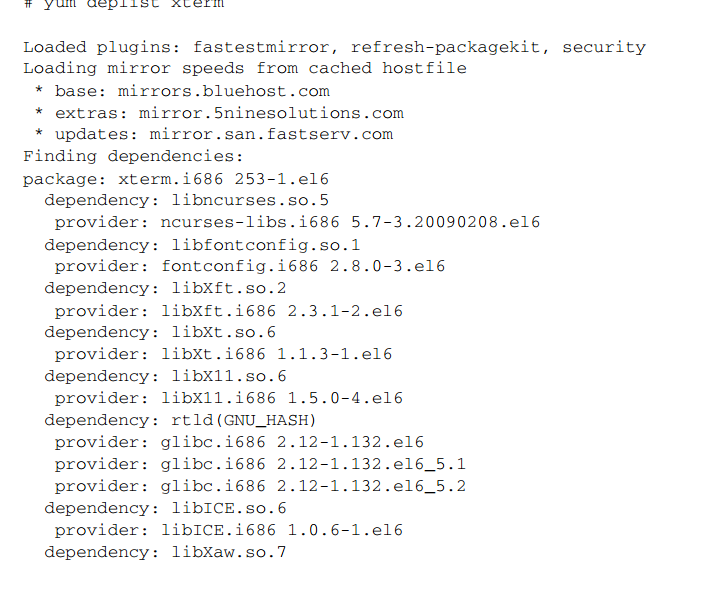 # yum deplist xterm
Loaded plugins: fastestmirror, refresh-packagekit, security
Loading mirror speeds from cached hostfile
 * base: mirrors.bluehost.com
 * extras: mirror.5ninesolutions.com
 * updates: mirror.san.fastserv.com
Finding dependencies:
package: xterm.i686 253-1.el6
  dependency: libncurses.so.5
   provider: ncurses-libs.i686 5.7-3.20090208.el6
  dependency: libfontconfig.so.1
   provider: fontconfig.i686 2.8.0-3.el6
  dependency: libXft.so.2
   provider: libXft.i686 2.3.1-2.el6
  dependency: libXt.so.6
   provider: libXt.i686 1.1.3-1.el6
  dependency: libX11.so.6
   provider: libX11.i686 1.5.0-4.el6
  dependency: rtld(GNU_HASH)
   provider: glibc.i686 2.12-1.132.el6
   provider: glibc.i686 2.12-1.132.el6_5.1
   provider: glibc.i686 2.12-1.132.el6_5.2
  dependency: libICE.so.6
   provider: libICE.i686 1.0.6-1.el6
  dependency: libXaw.so.7